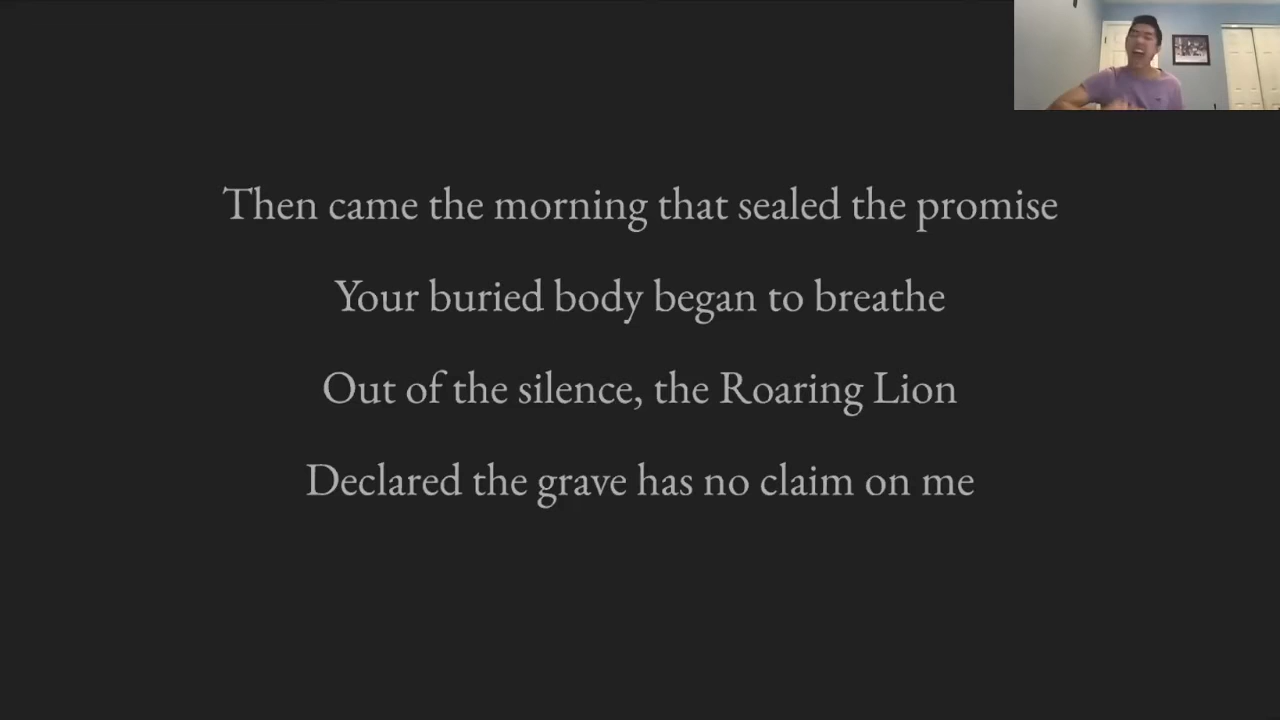 Then came the morning that sealed the promise
Your buried body began to breathe
Out of the silence, the Roaring Lion
Declared the grave has no claim on me